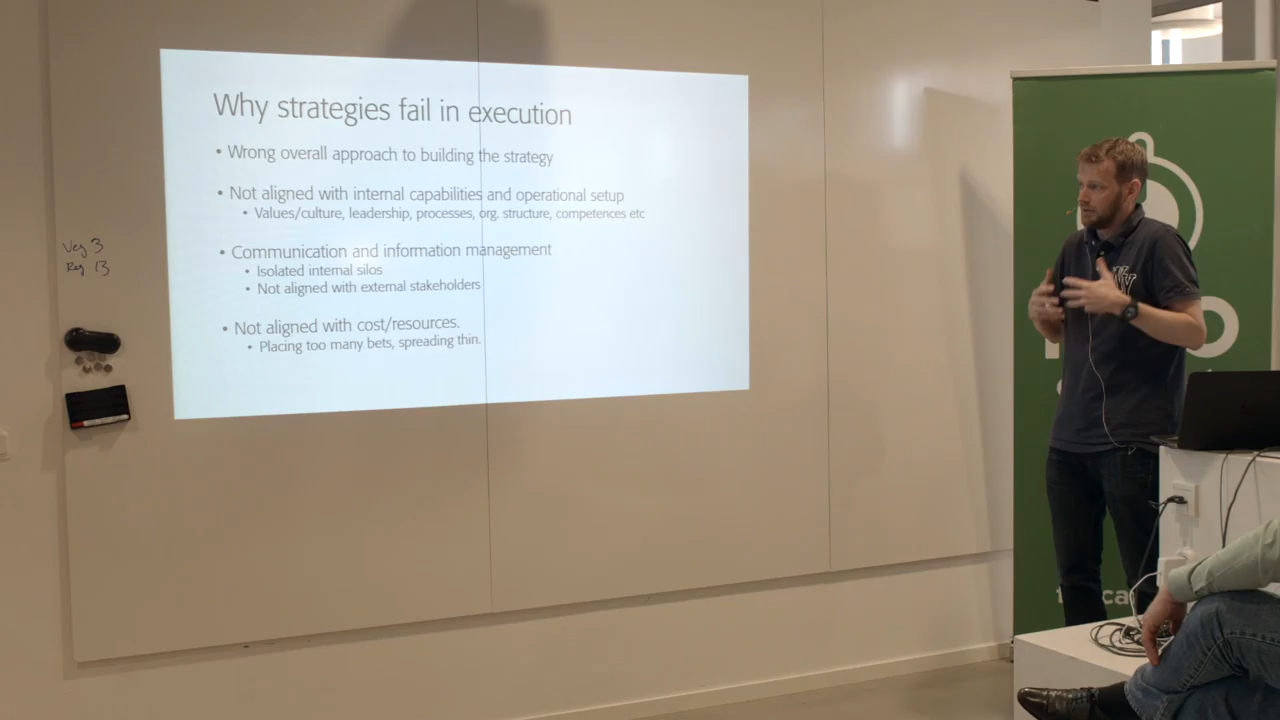 Why strategies fail in execution
• Wrong overall approach to building the strategy
• Not aligned with internal capabilities and operational setup
• Values/culture, leadership, processes, org. structure, competences etc
• Communication and information management
• Isolated internal silos
• Not aligned with external stakeholders
• Not aligned with cost/resources.
• Placing too many bets, spreading thin.
Veg 3
Reg 13